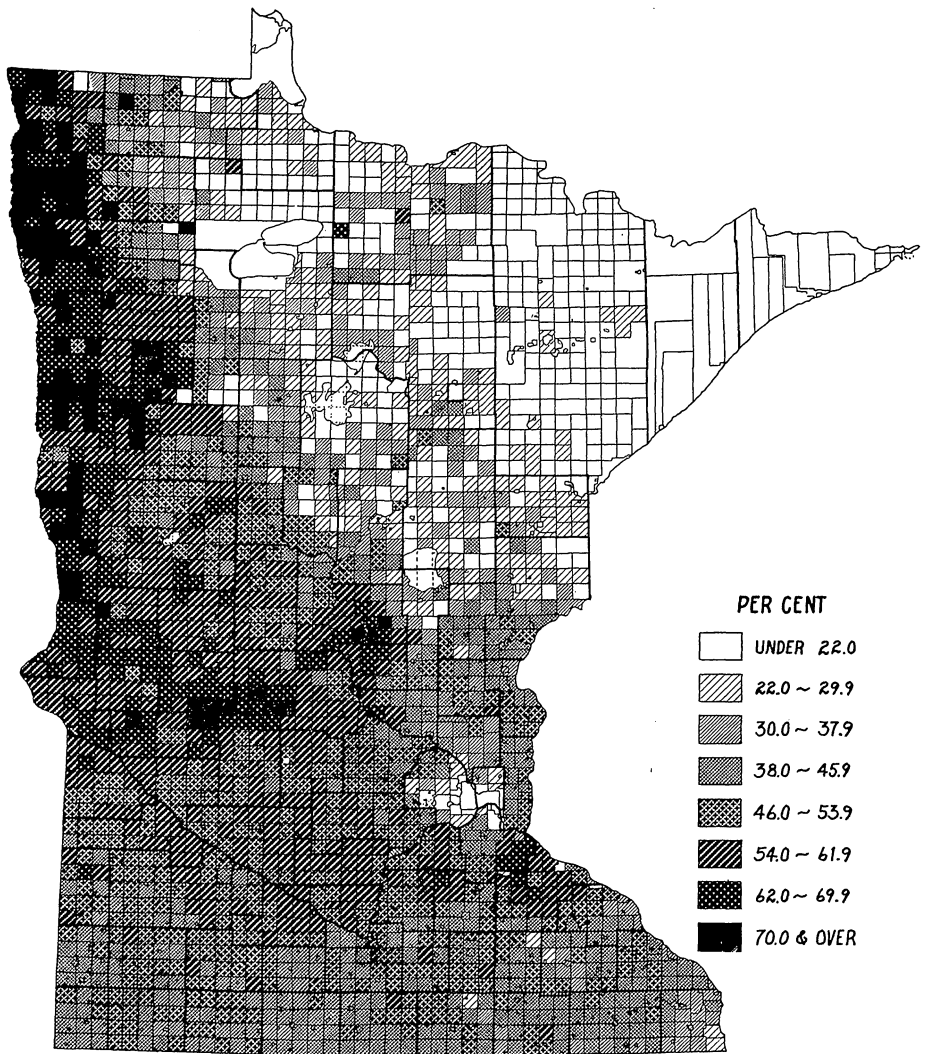 PER CENT
UNDER 22.0
22.0 ~ 29.9
30.0 ~ 37.9
38.0 ~ 45.9
46.0 ~ 53.9
54.0 ~ 61.9
62.0 ~ 69.9
70.0 & OVER